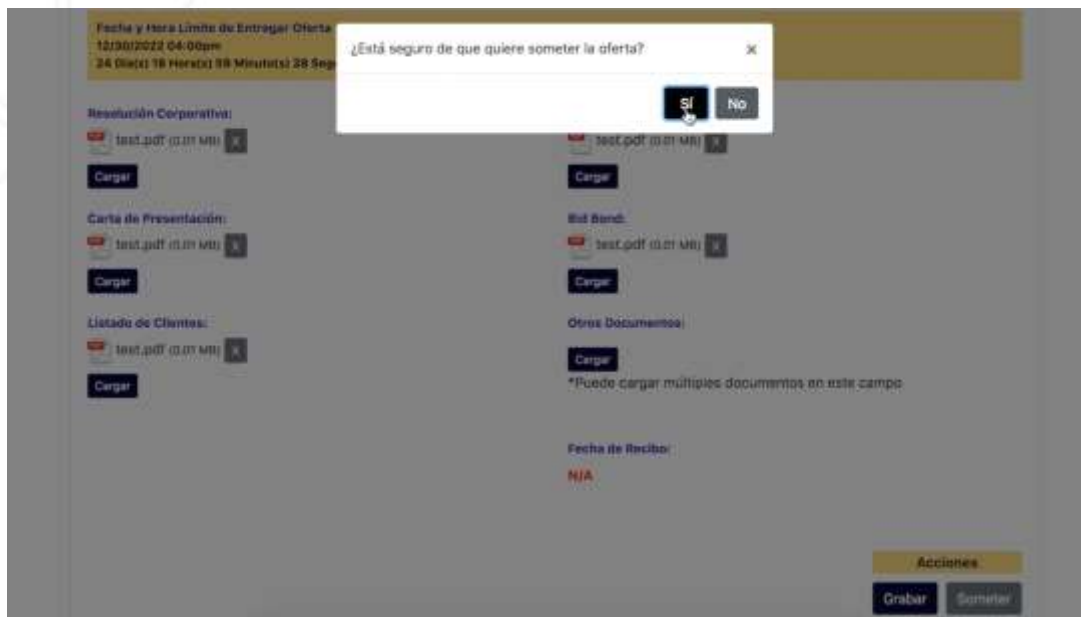 Fecha y Hora Límite de Entregar Oferta
12/30/2022 04:00pm
24 Día(s) 18 Hora(s) 59 Minuto(s) 28 Seg
¿Está seguro de que quiere someter la oferta?
×
Sí
No
Resolución Corporativa:
test.pdf (0.01 MB) X
test.pdf (0.01 MB) X
Cargar
Cargar
Carta de Presentación:
Bid Bond:
test.pdf (0.01 MB) X
test.pdf (0.01 MB) X
Cargar
Cargar
Listado de Clientes:
Otros Documentos:
test.pdf (0.01 MB) X
Cargar
Cargar
*Puede cargar múltiples documentos en este campo
Fecha de Recibo:
N/A
Acciones
Grabar
Someter